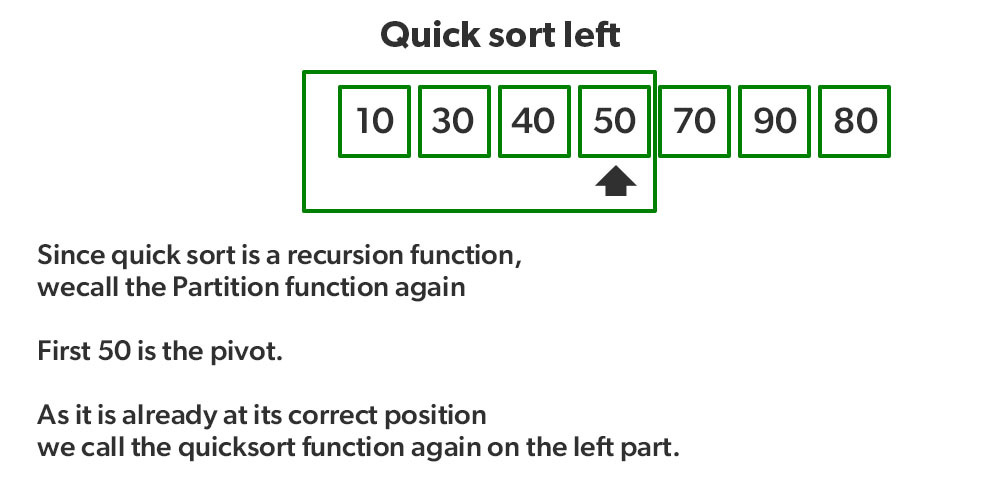 Quick sort left
10 30 40 50 70 90 80
Since quick sort is a recursion function,
wecall the Partition function again
First 50 is the pivot.
As it is already at its correct position
we call the quicksort function again on the left part.